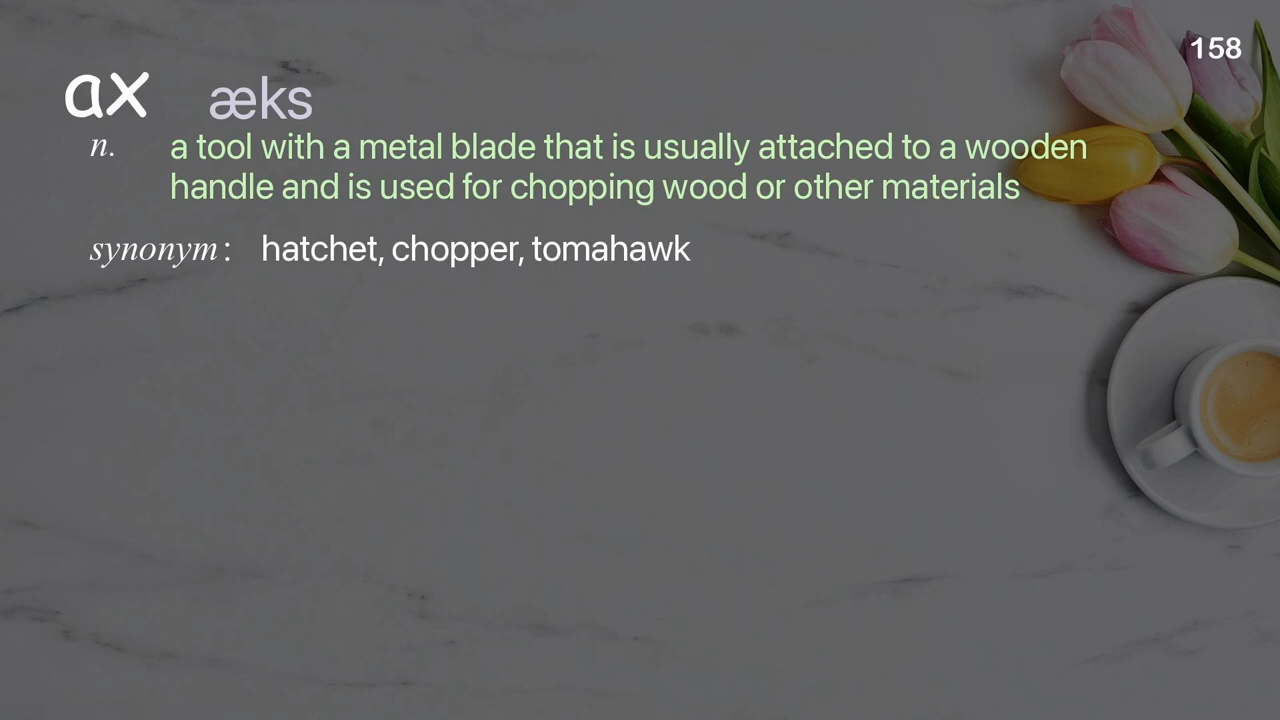 158
ax æks
n. a tool with a metal blade that is usually attached to a wooden
handle and is used for chopping wood or other materials
synonym: hatchet, chopper, tomahawk